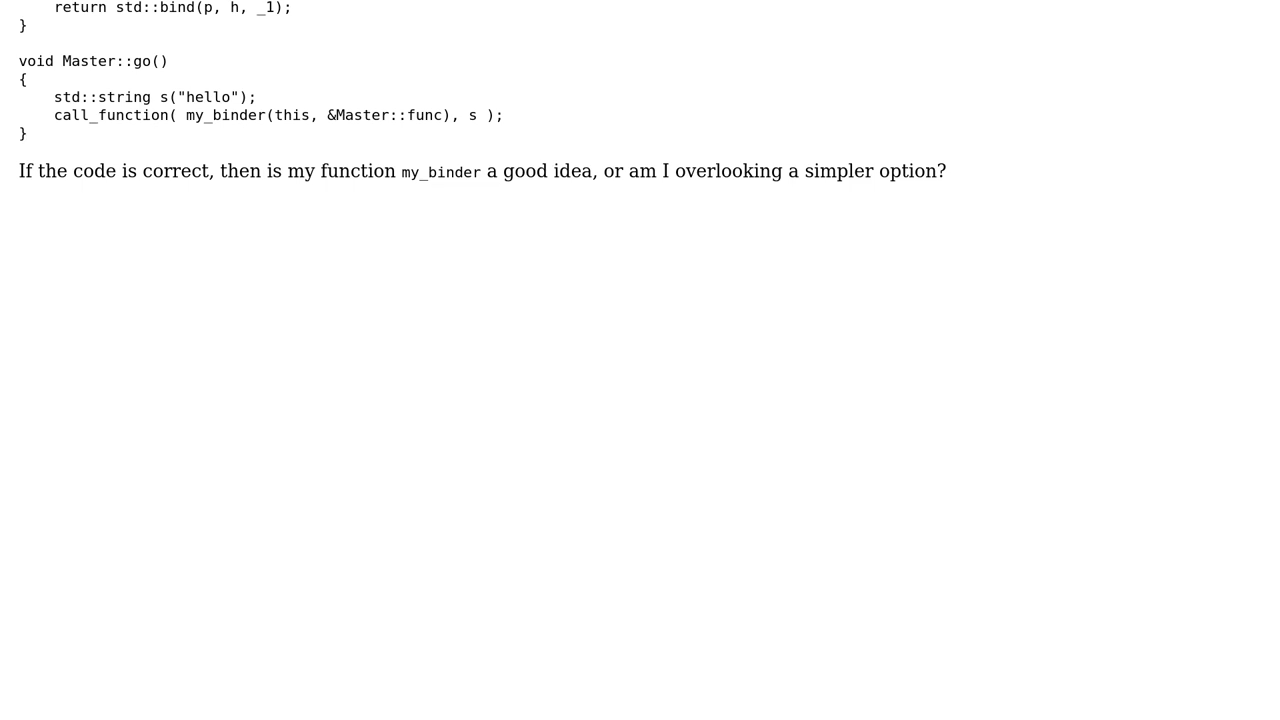 return std::bind(p, h, _1);
}

void Master::go()
{
    std::string s("hello");
    call_function( my_binder(this, &Master::func), s );
}
If the code is correct, then is my function my_binder a good idea, or am I overlooking a simpler option?